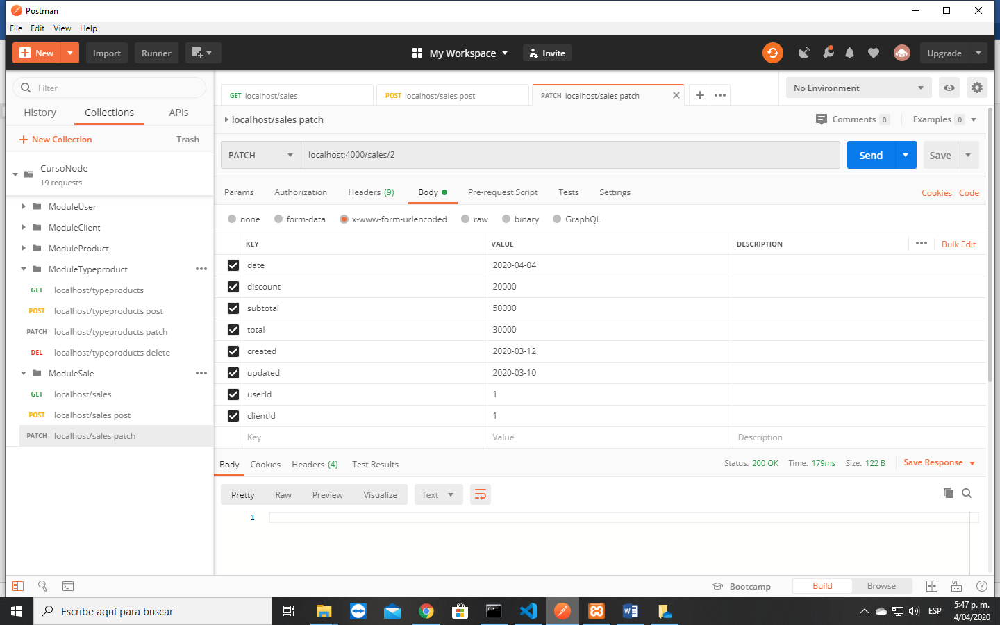 Postman
File Edit View Help
New Import Runner My Workspace Invite Upgrade
Filter
History Collections APIs
New Collection Trash
CursoNode
19 requests
ModuleUser
ModuleClient
ModuleProduct
ModuleTypeproduct
GET localhost/typeproducts
POST localhost/typeproducts post
PATCH localhost/typeproducts patch
DEL localhost/typeproducts delete
ModuleSale
GET localhost/sales
POST localhost/sales post
PATCH localhost/sales patch
GET localhost/sales POST localhost/sales post PATCH localhost/sales patch No Environment
localhost/sales patch Comments 0 Examples 0
PATCH localhost:4000/sales/2 Send Save
Params Authorization Headers (9) Body Pre-request Script Tests Settings Cookies Code
none form-data x-www-form-urlencoded raw binary GraphQL
KEY VALUE DESCRIPTION Bulk Edit
date 2020-04-04
discount 20000
subtotal 50000
total 30000
created 2020-03-12
updated 2020-03-10
userId 1
clientId 1
Key Value Description
Body Cookies Headers (4) Test Results Status: 200 OK Time: 179ms Size: 122 B Save Response
Pretty Raw Preview Visualize Text
1
Bootcamp Build Browse
Escribe aquí para buscar
ESP
5:47 p. m.
4/04/2020